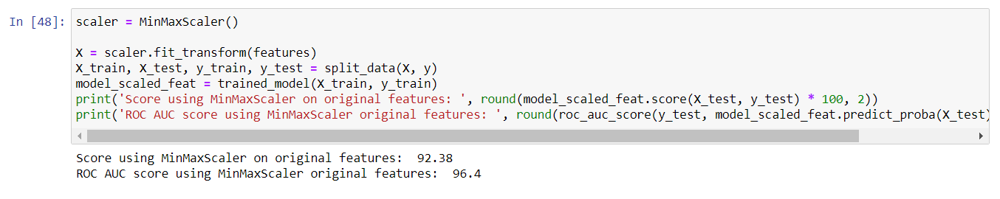 In [48]: scaler = MinMaxScaler()
X = scaler.fit_transform(features)
X_train, X_test, y_train, y_test = split_data(X, y)
model_scaled_feat = trained_model(X_train, y_train)
print('Score using MinMaxScaler on original features: ', round(model_scaled_feat.score(X_test, y_test) * 100, 2))
print('ROC AUC score using MinMaxScaler original features: ', round(roc_auc_score(y_test, model_scaled_feat.predict_proba(X_test)
Score using MinMaxScaler on original features:  92.38
ROC AUC score using MinMaxScaler original features:  96.4